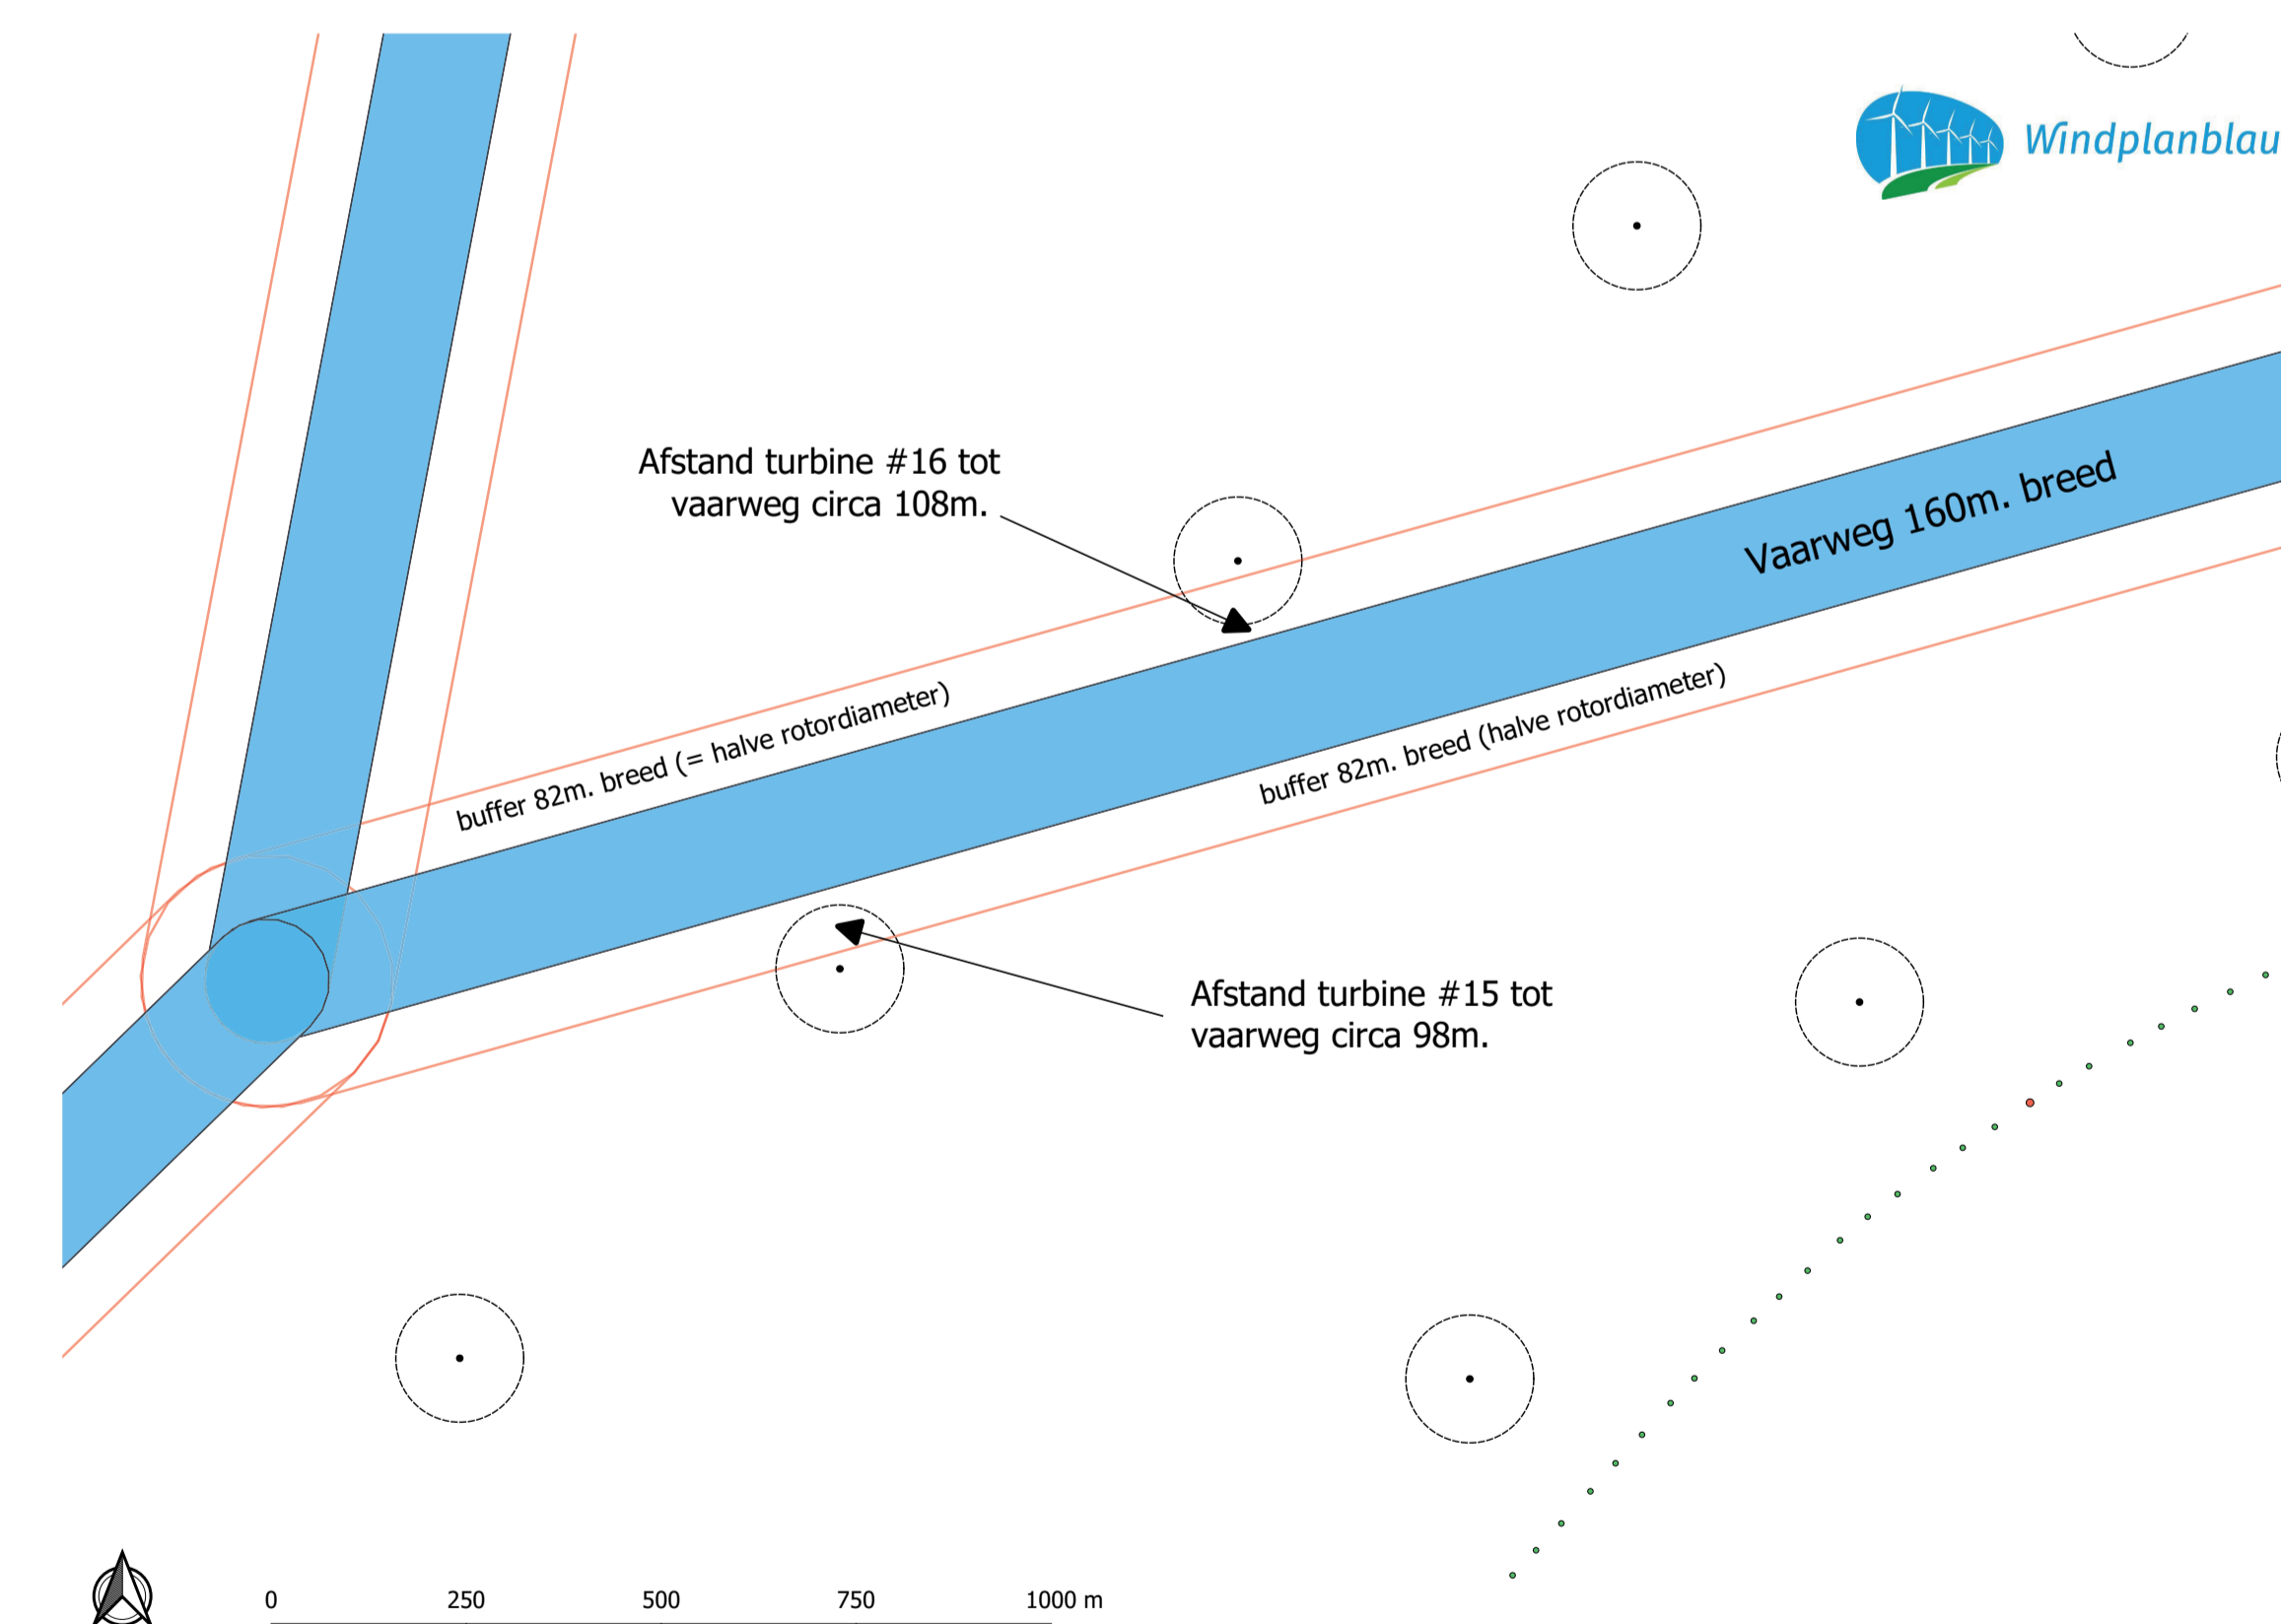 Windplanblau
Afstand turbine #16 tot
vaarweg circa 108m.
Vaarweg 160m. breed
buffer 82m. breed (= halve rotordiameter)
buffer 82m. breed (halve rotordiameter)
Afstand turbine #15 tot
vaarweg circa 98m.
0 250 500 750 1000 m